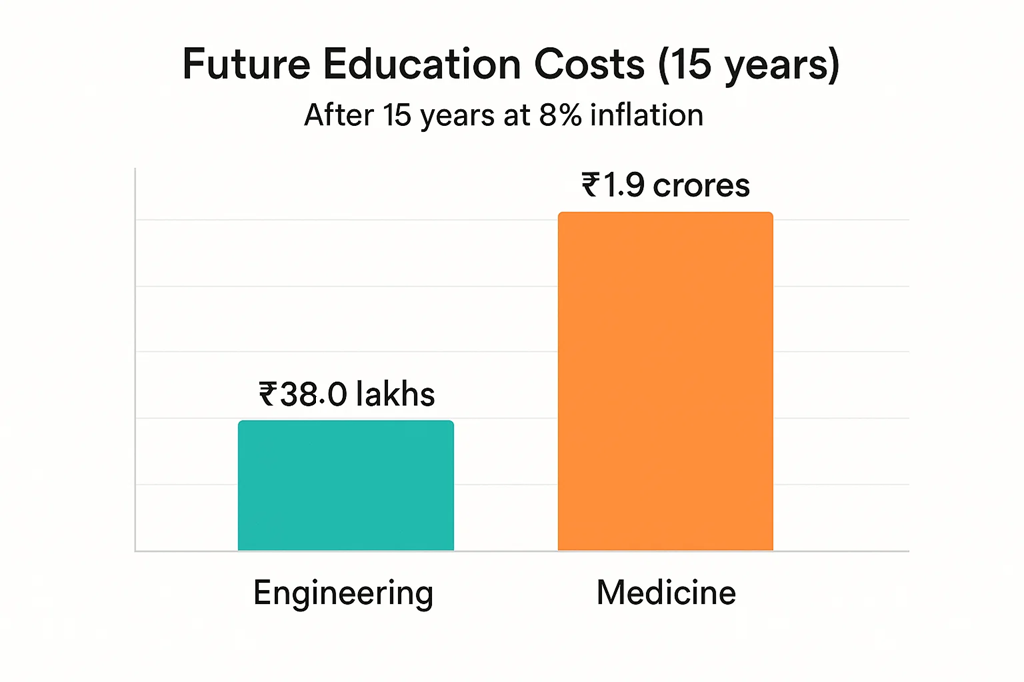 Future Education Costs (15 years)
After 15 years at 8% inflation
₹1.9 crores
₹38.0 lakhs
Engineering
Medicine